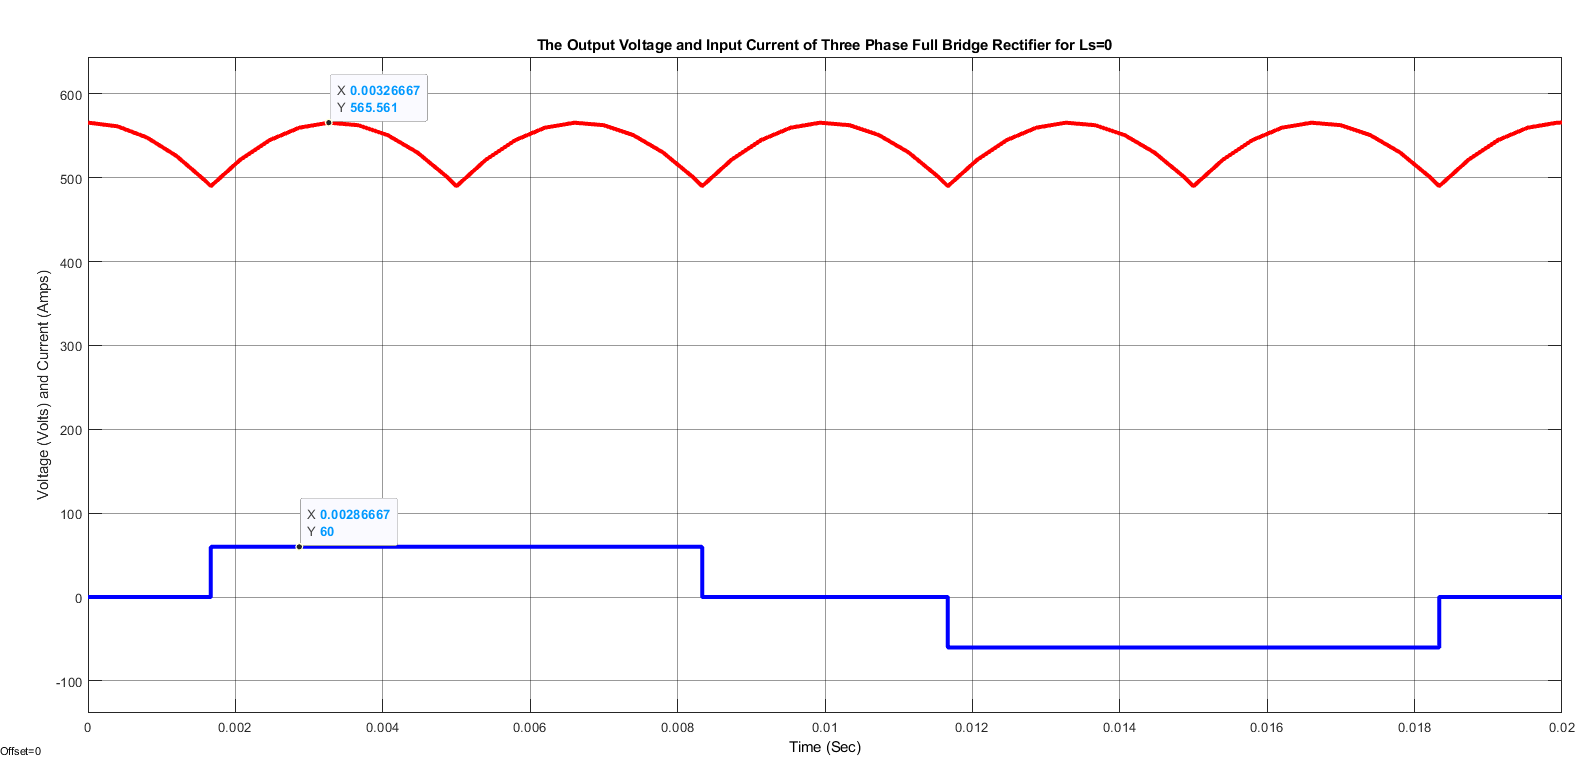 The Output Voltage and Input Current of Three Phase Full Bridge Rectifier for Ls=0
X 0.00326667
Y 565.561
600
500
400
300
200
100
0
-100
Voltage (Volts) and Current (Amps)
X 0.00286667
Y 60
0 0.002 0.004 0.006 0.008 0.01 0.012 0.014 0.016 0.018 0.02
Time (Sec)
Offset=0